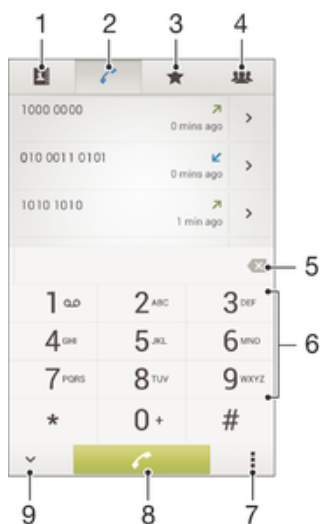 1 2 3 4
1000 0000
0 mins ago
010 0011 0101
0 mins ago
1010 1010
1 min ago
5
1 2 ABC 3 DEF
4 GHI 5 JKL 6 MNO
6
7 PQRS 8 TUV 9 WXYZ
* 0 + #
9 8 7